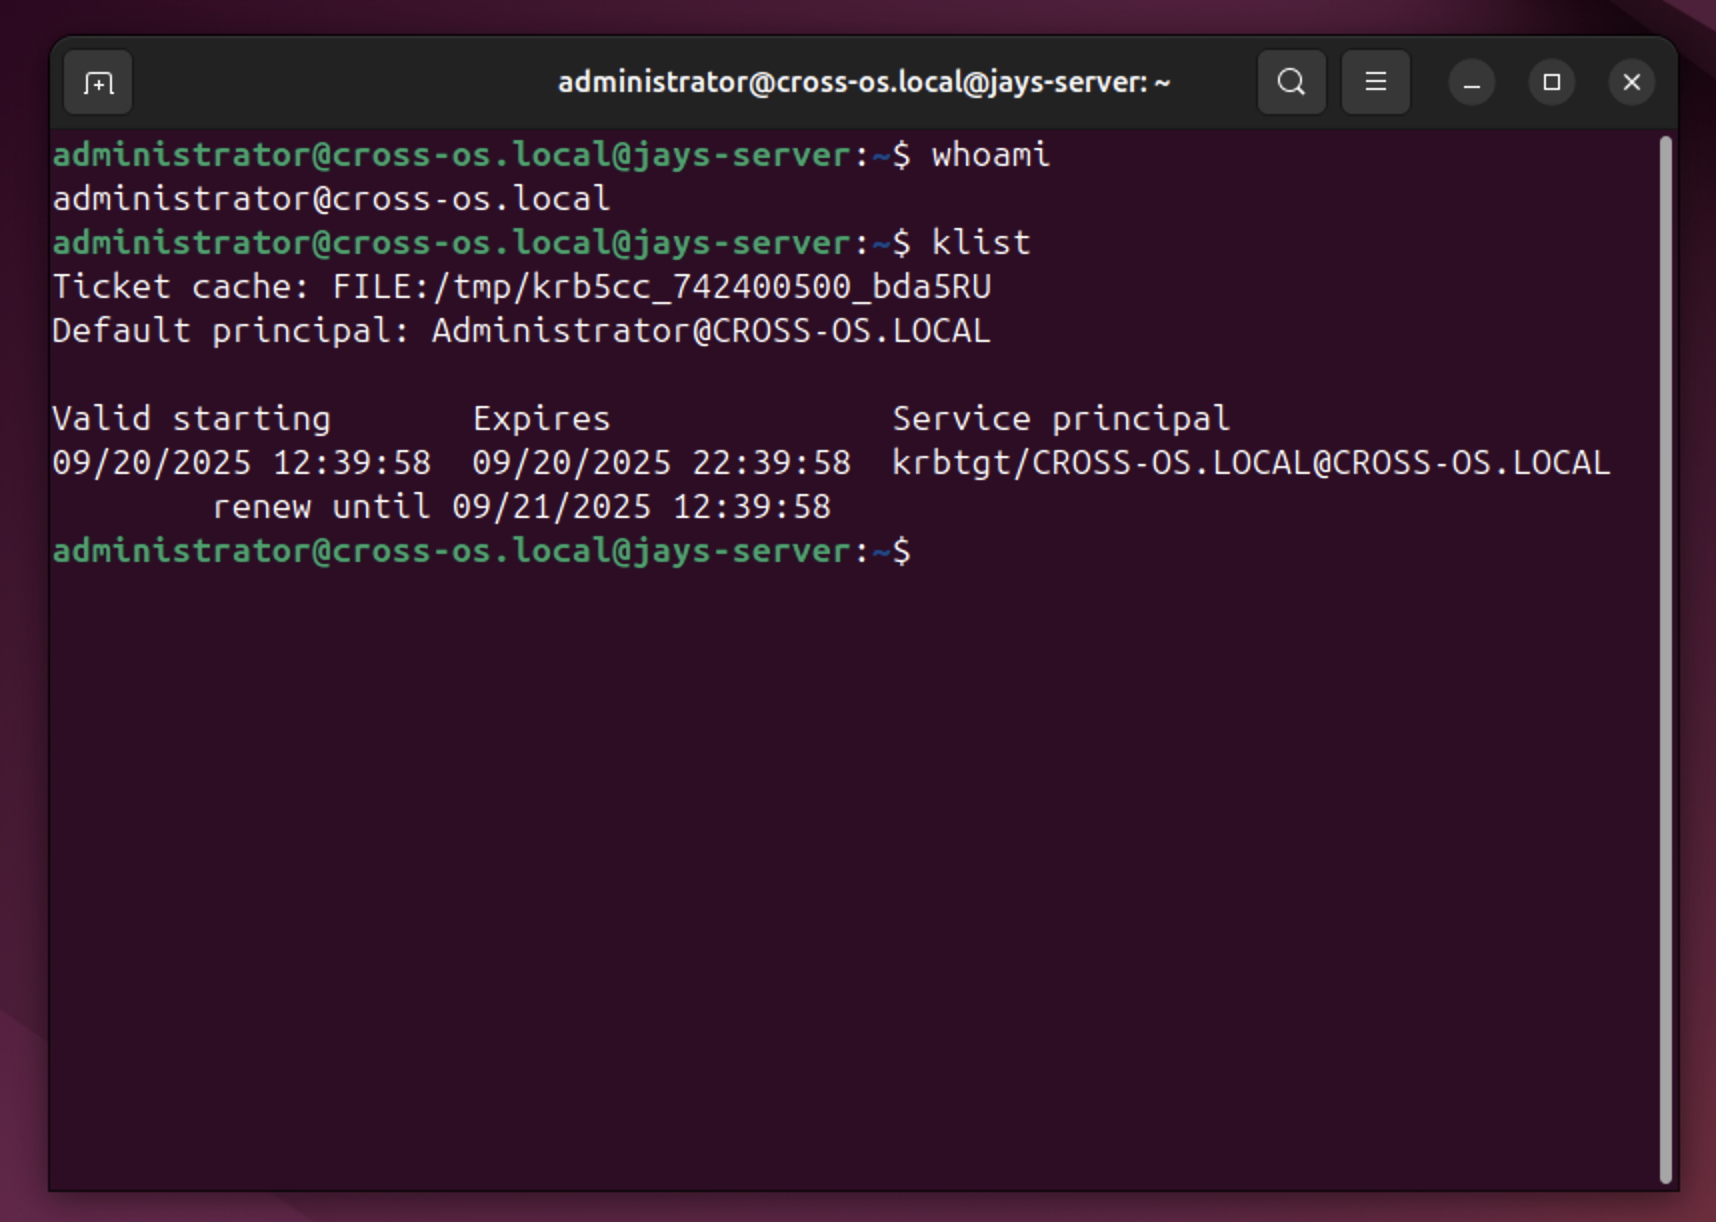 administrator@cross-os.local@jays-server: ~
administrator@cross-os.local@jays-server:~$ whoami
administrator@cross-os.local
administrator@cross-os.local@jays-server:~$ klist
Ticket cache: FILE:/tmp/krb5cc_742400500_bda5RU
Default principal: Administrator@CROSS-OS.LOCAL
Valid starting       Expires              Service principal
09/20/2025 12:39:58  09/20/2025 22:39:58  krbtgt/CROSS-OS.LOCAL@CROSS-OS.LOCAL
        renew until 09/21/2025 12:39:58
administrator@cross-os.local@jays-server:~$